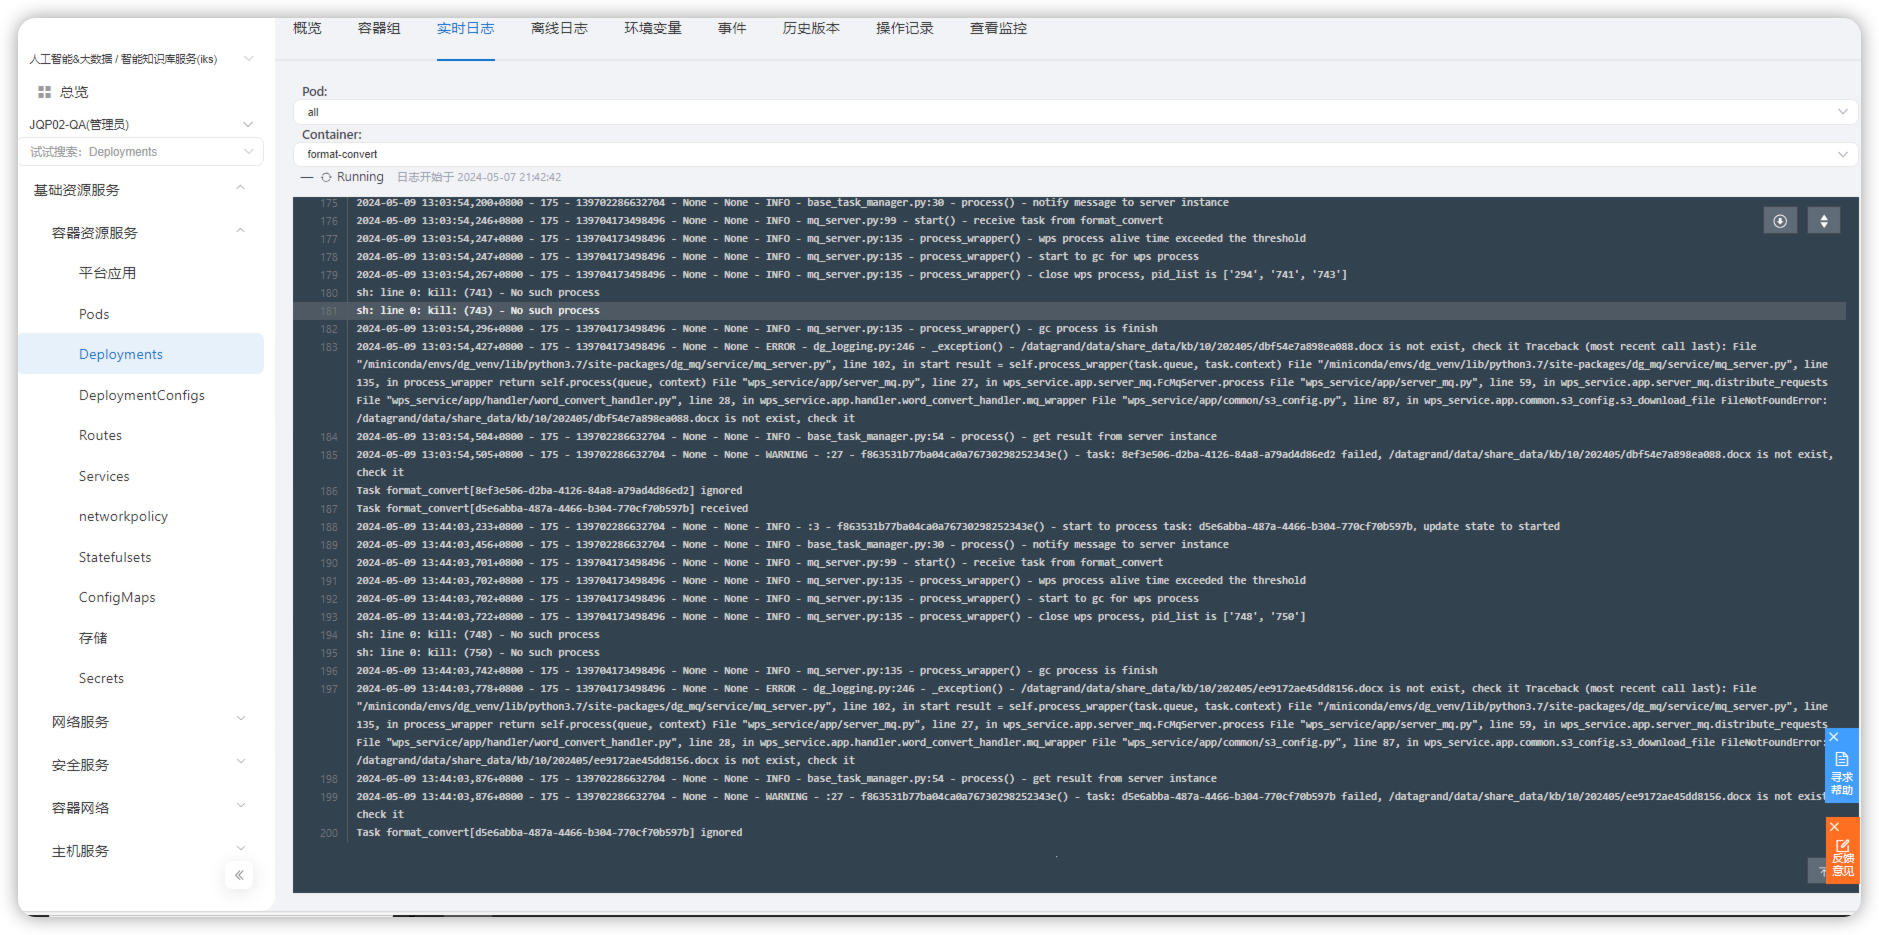 概览 容器组 实时日志 离线日志 环境变量 事件 历史版本 操作记录 查看监控
人工智能&大数据 / 智能知识库服务(iks)
总览
JQP02-QA(管理员)
试试搜索: Deployments
基础资源服务
容器资源服务
平台应用
Pods
Deployments
DeploymentConfigs
Routes
Services
networkpolicy
Statefulsets
ConfigMaps
存储
Secrets
网络服务
安全服务
容器网络
主机服务
Pod:
all
Container:
format-convert
Running 日志开始于 2024-05-07 21:42:42
175 2024-05-09 13:03:54,200+0800 - 175 - 139702286632704 - None - None - INFO - base_task_manager.py:30 - process() - notify message to server instance
176 2024-05-09 13:03:54,246+0800 - 175 - 139704173498496 - None - None - INFO - mq_server.py:99 - start() - receive task from format_convert
177 2024-05-09 13:03:54,247+0800 - 175 - 139704173498496 - None - None - INFO - mq_server.py:135 - process_wrapper() - wps process alive time exceeded the threshold
178 2024-05-09 13:03:54,247+0800 - 175 - 139704173498496 - None - None - INFO - mq_server.py:135 - process_wrapper() - start to gc for wps process
179 2024-05-09 13:03:54,267+0800 - 175 - 139704173498496 - None - None - INFO - mq_server.py:135 - process_wrapper() - close wps process, pid_list is ['294', '741', '743']
180 sh: line 0: kill: (741) - No such process
181 sh: line 0: kill: (743) - No such process
182 2024-05-09 13:03:54,296+0800 - 175 - 139704173498496 - None - None - INFO - mq_server.py:135 - process_wrapper() - gc process is finish
183 2024-05-09 13:03:54,427+0800 - 175 - 139704173498496 - None - None - ERROR - dg_logging.py:246 - _exception() - /datagrand/data/share_data/kb/10/202405/dbf54e7a898ea088.docx is not exist, check it Traceback (most recent call last): File
"/miniconda/envs/dg_venv/lib/python3.7/site-packages/dg_mq/service/mq_server.py", line 102, in start result = self.process_wrapper(task.queue, task.context) File "/miniconda/envs/dg_venv/lib/python3.7/site-packages/dg_mq/service/mq_server.py", line
135, in process_wrapper return self.process(queue, context) File "wps_service/app/server_mq.py", line 27, in wps_service.app.server_mq.FcMqServer.process File "wps_service/app/server_mq.py", line 59, in wps_service.app.server_mq.distribute_requests
File "wps_service/app/handler/word_convert_handler.py", line 28, in wps_service.app.handler.word_convert_handler.mq_wrapper File "wps_service/app/common/s3_config.py", line 87, in wps_service.app.common.s3_config.s3_download_file FileNotFoundError:
/datagrand/data/share_data/kb/10/202405/dbf54e7a898ea088.docx is not exist, check it
184 2024-05-09 13:03:54,504+0800 - 175 - 139702286632704 - None - None - INFO - base_task_manager.py:54 - process() - get result from server instance
185 2024-05-09 13:03:54,505+0800 - 175 - 139702286632704 - None - None - WARNING - :27 - f863531b77ba04ca0a76730298252343e() - task: 8ef3e506-d2ba-4126-84a8-a79ad4d86ed2 failed, /datagrand/data/share_data/kb/10/202405/dbf54e7a898ea088.docx is not exist,
check it
186 Task format_convert[8ef3e506-d2ba-4126-84a8-a79ad4d86ed2] ignored
187 Task format_convert[d5e6abba-487a-4466-b304-770cf70b597b] received
188 2024-05-09 13:44:03,233+0800 - 175 - 139702286632704 - None - None - INFO - :3 - f863531b77ba04ca0a76730298252343e() - start to process task: d5e6abba-487a-4466-b304-770cf70b597b, update state to started
189 2024-05-09 13:44:03,456+0800 - 175 - 139702286632704 - None - None - INFO - base_task_manager.py:30 - process() - notify message to server instance
190 2024-05-09 13:44:03,701+0800 - 175 - 139704173498496 - None - None - INFO - mq_server.py:99 - start() - receive task from format_convert
191 2024-05-09 13:44:03,702+0800 - 175 - 139704173498496 - None - None - INFO - mq_server.py:135 - process_wrapper() - wps process alive time exceeded the threshold
192 2024-05-09 13:44:03,702+0800 - 175 - 139704173498496 - None - None - INFO - mq_server.py:135 - process_wrapper() - start to gc for wps process
193 2024-05-09 13:44:03,722+0800 - 175 - 139704173498496 - None - None - INFO - mq_server.py:135 - process_wrapper() - close wps process, pid_list is ['748', '750']
194 sh: line 0: kill: (748) - No such process
195 sh: line 0: kill: (750) - No such process
196 2024-05-09 13:44:03,742+0800 - 175 - 139704173498496 - None - None - INFO - mq_server.py:135 - process_wrapper() - gc process is finish
197 2024-05-09 13:44:03,778+0800 - 175 - 139704173498496 - None - None - ERROR - dg_logging.py:246 - _exception() - /datagrand/data/share_data/kb/10/202405/ee9172ae45dd8156.docx is not exist, check it Traceback (most recent call last): File
"/miniconda/envs/dg_venv/lib/python3.7/site-packages/dg_mq/service/mq_server.py", line 102, in start result = self.process_wrapper(task.queue, task.context) File "/miniconda/envs/dg_venv/lib/python3.7/site-packages/dg_mq/service/mq_server.py", line
135, in process_wrapper return self.process(queue, context) File "wps_service/app/server_mq.py", line 27, in wps_service.app.server_mq.FcMqServer.process File "wps_service/app/server_mq.py", line 59, in wps_service.app.server_mq.distribute_requests
File "wps_service/app/handler/word_convert_handler.py", line 28, in wps_service.app.handler.word_convert_handler.mq_wrapper File "wps_service/app/common/s3_config.py", line 87, in wps_service.app.common.s3_config.s3_download_file FileNotFoundError:
/datagrand/data/share_data/kb/10/202405/ee9172ae45dd8156.docx is not exist, check it
198 2024-05-09 13:44:03,876+0800 - 175 - 139702286632704 - None - None - INFO - base_task_manager.py:54 - process() - get result from server instance
199 2024-05-09 13:44:03,876+0800 - 175 - 139702286632704 - None - None - WARNING - :27 - f863531b77ba04ca0a76730298252343e() - task: d5e6abba-487a-4466-b304-770cf70b597b failed, /datagrand/data/share_data/kb/10/202405/ee9172ae45dd8156.docx is not exist
check it
200 Task format_convert[d5e6abba-487a-4466-b304-770cf70b597b] ignored
寻求
帮助
反馈
意见